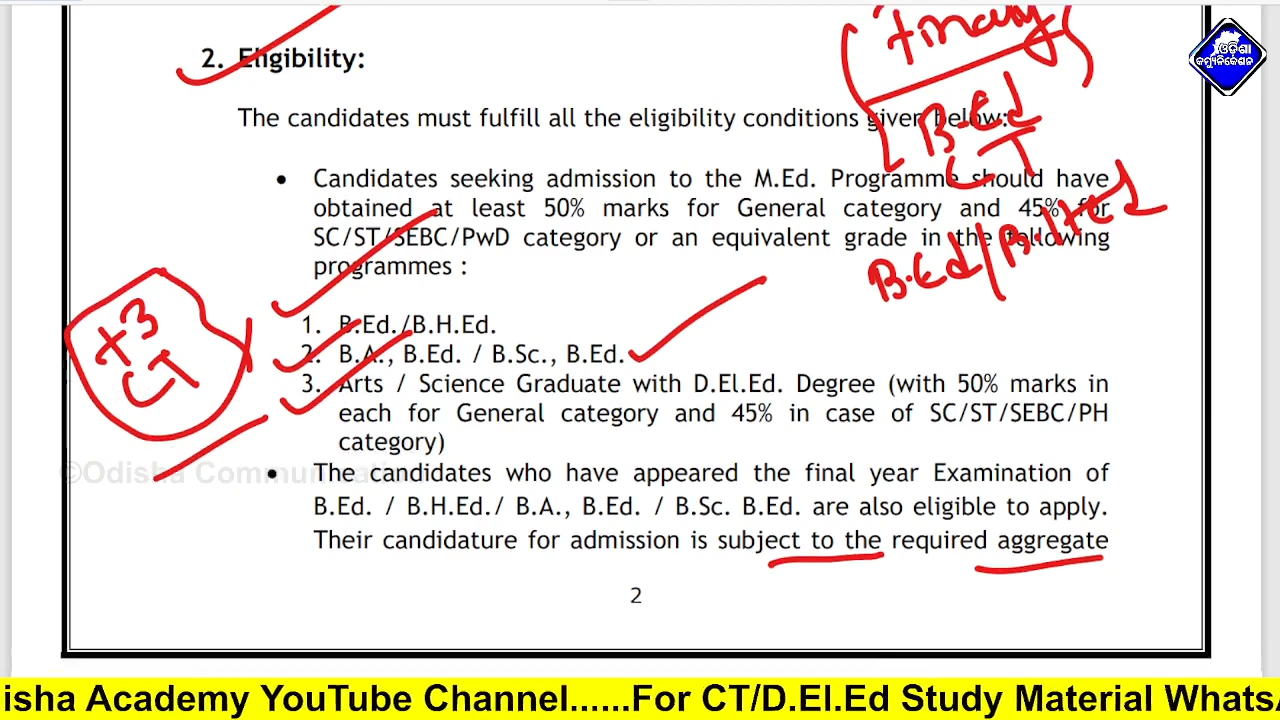 2. Eligibility:
The candidates must fulfill all the eligibility conditions given below:
• Candidates seeking admission to the M.Ed. Programme should have
obtained at least 50% marks for General category and 45% for
SC/ST/SEBC/PwD category or an equivalent grade in the following
programmes :
1. B.Ed./B.H.Ed.
2. B.A., B.Ed. / B.Sc., B.Ed.
3. Arts / Science Graduate with D.El.Ed. Degree (with 50% marks in
each for General category and 45% in case of SC/ST/SEBC/PH
category)
• The candidates who have appeared the final year Examination of
B.Ed. / B.H.Ed./ B.A., B.Ed. / B.Sc. B.Ed. are also eligible to apply.
Their candidature for admission is subject to the required aggregate
2
B.Ed
CT
B.Ed/B.Hed
+3
CT
ଓଡ଼ିଶା
କମ୍ୟୁନିକେଶନ
©Odisha Communication
isha Academy YouTube Channel......For CT/D.El.Ed Study Material Whats